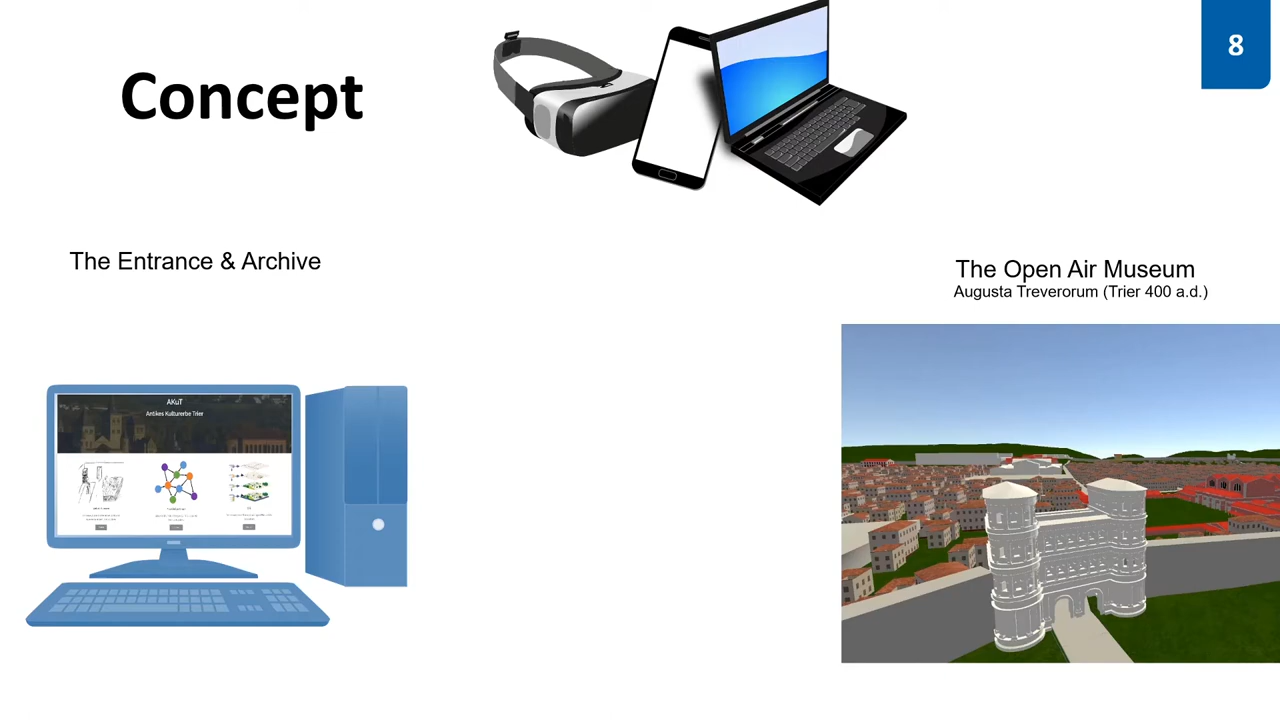 8
Concept
The Entrance & Archive
The Open Air Museum
Augusta Treverorum (Trier 400 a.d.)
AKuT
Antikes Kulturerbe Trier